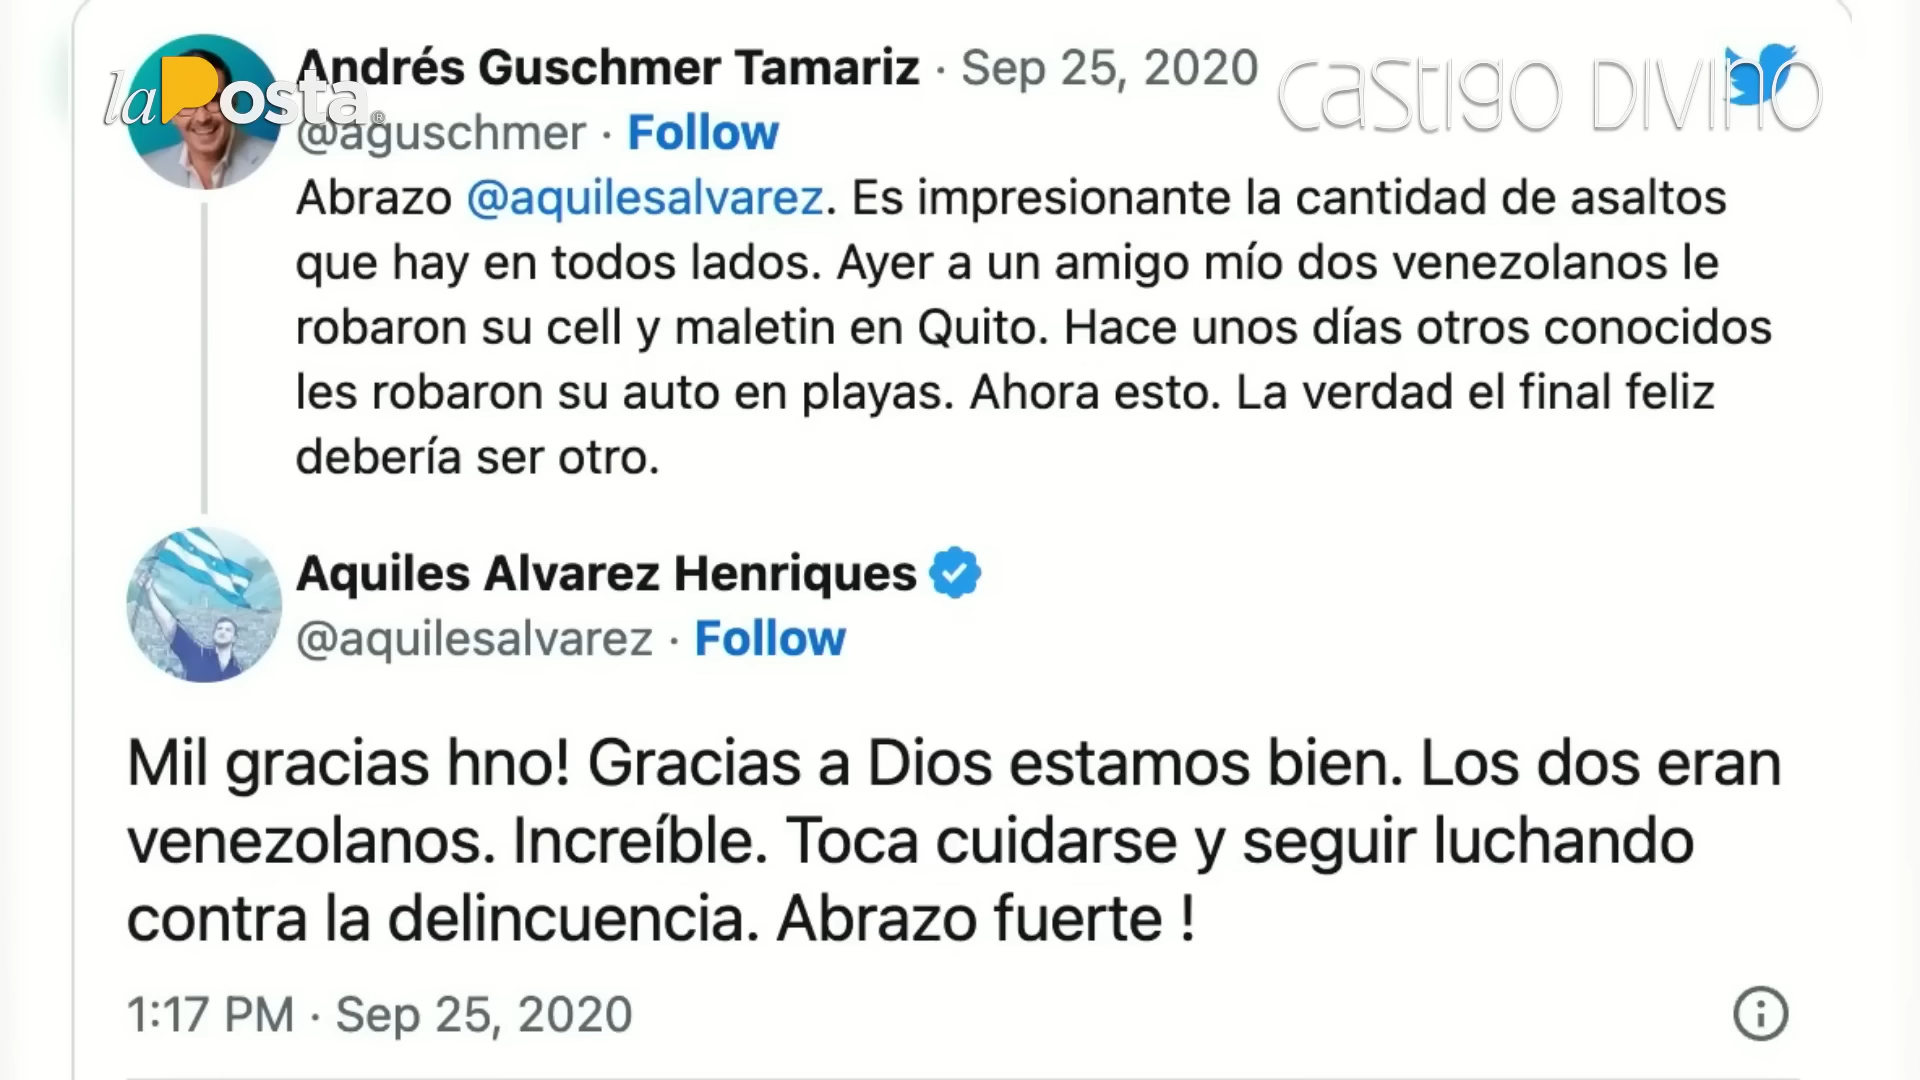 Andrés Guschmer Tamariz · Sep 25, 2020
laPosta®
CASTIGO DIVINO
@aguschmer · Follow
Abrazo @aquilesalvarez. Es impresionante la cantidad de asaltos
que hay en todos lados. Ayer a un amigo mío dos venezolanos le
robaron su cell y maletin en Quito. Hace unos días otros conocidos
les robaron su auto en playas. Ahora esto. La verdad el final feliz
debería ser otro.
Aquiles Alvarez Henriques
@aquilesalvarez · Follow
Mil gracias hno! Gracias a Dios estamos bien. Los dos eran
venezolanos. Increíble. Toca cuidarse y seguir luchando
contra la delincuencia. Abrazo fuerte !
1:17 PM · Sep 25, 2020